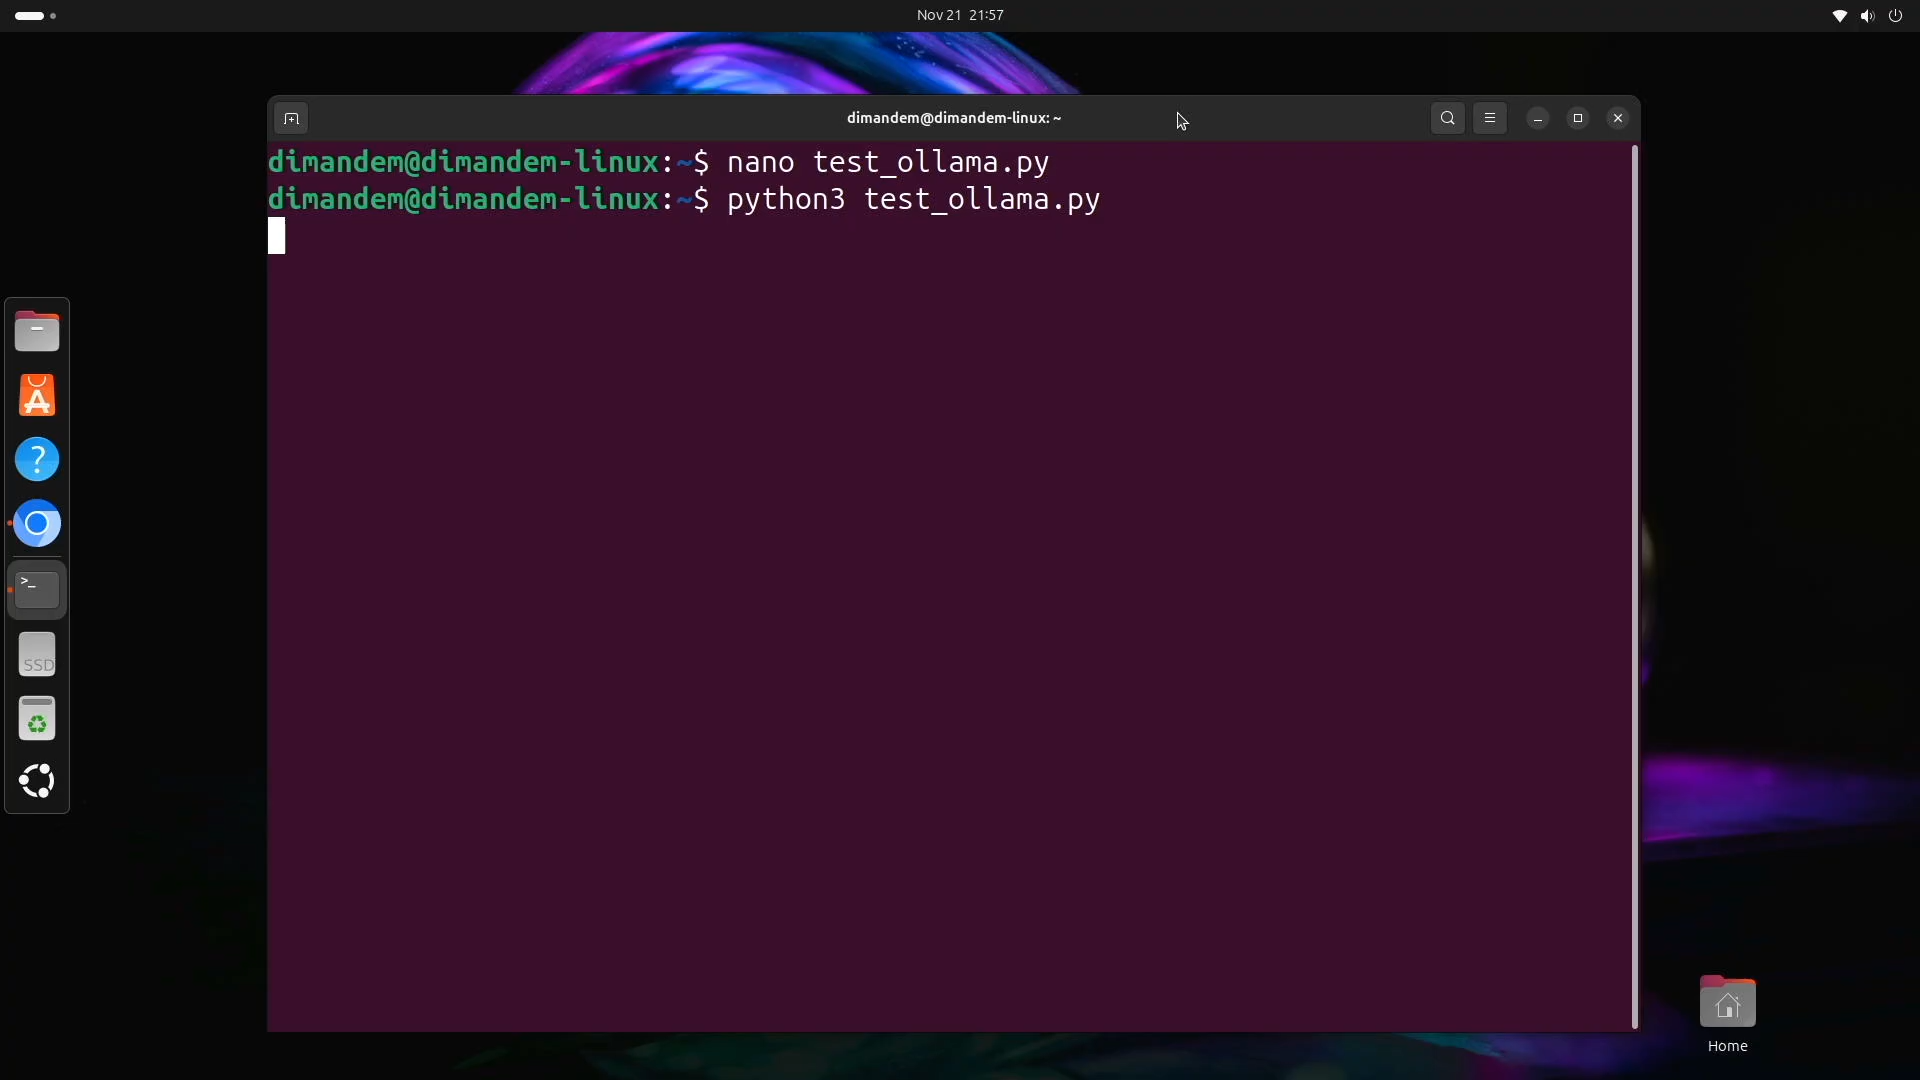 Nov 21 21:57
dimandem@dimandem-linux: ~
dimandem@dimandem-linux:~$ nano test_ollama.py
dimandem@dimandem-linux:~$ python3 test_ollama.py
A
?
>_
SSD
Home